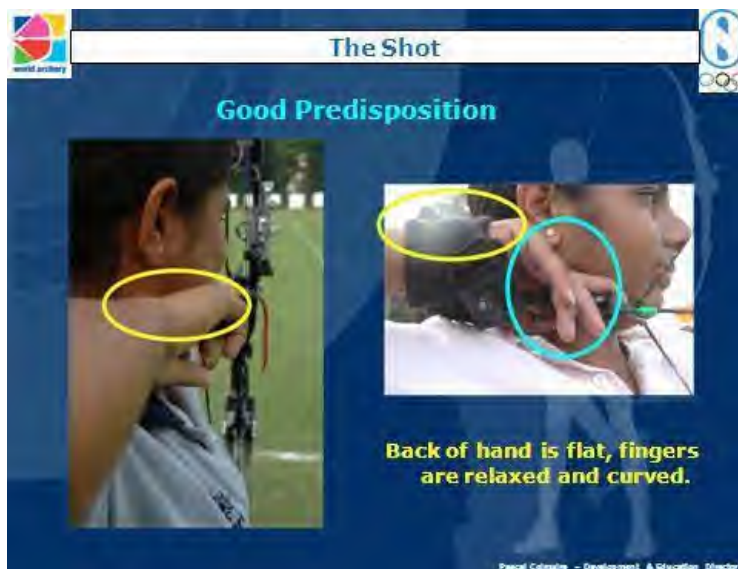 The Shot
world archery
Good Predisposition
Back of hand is flat, fingers
are relaxed and curved.
Pascal – Development & Education Director